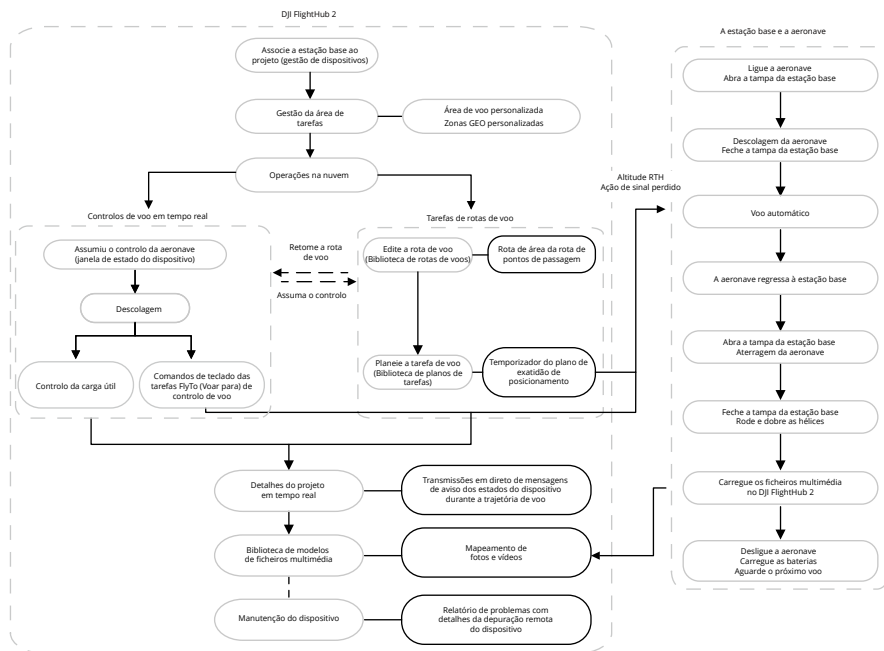 DJI FlightHub 2
Associe a estação base ao
projeto (gestão de dispositivos)
Gestão da área de
tarefas
Área de voo personalizada
Zonas GEO personalizadas
Operações na nuvem
Controlos de voo em tempo real
Tarefas de rotas de voo
Assumiu o controlo da aeronave
(janela de estado do dispositivo)
Descolagem
Controlo da carga útil
Comandos de teclado das
tarefas FlyTo (Voar para) de
controlo de voo
Retome a rota
de voo
Assuma o controlo
Edite a rota de voo
(Biblioteca de rotas de voos)
Rota de área da rota de
pontos de passagem
Planeie a tarefa de voo
(Biblioteca de planos de
tarefas)
Temporizador do plano de
exatidão de
posicionamento
Detalhes do projeto
em tempo real
Transmissões em direto de mensagens
de aviso dos estados do dispositivo
durante a trajetória de voo
Biblioteca de modelos
de ficheiros multimédia
Mapeamento de
fotos e vídeos
Manutenção do dispositivo
Relatório de problemas com
detalhes da depuração remota
do dispositivo
Altitude RTH
Ação de sinal perdido
A estação base e a aeronave
Ligue a aeronave
Abra a tampa da estação base
Descolagem da aeronave
Feche a tampa da estação base
Voo automático
A aeronave regressa à estação base
Abra a tampa da estação base
Aterragem da aeronave
Feche a tampa da estação base
Rode e dobre as hélices
Carregue os ficheiros multimédia
no DJI FlightHub 2
Desligue a aeronave
Carregue as baterias
Aguarde o próximo voo